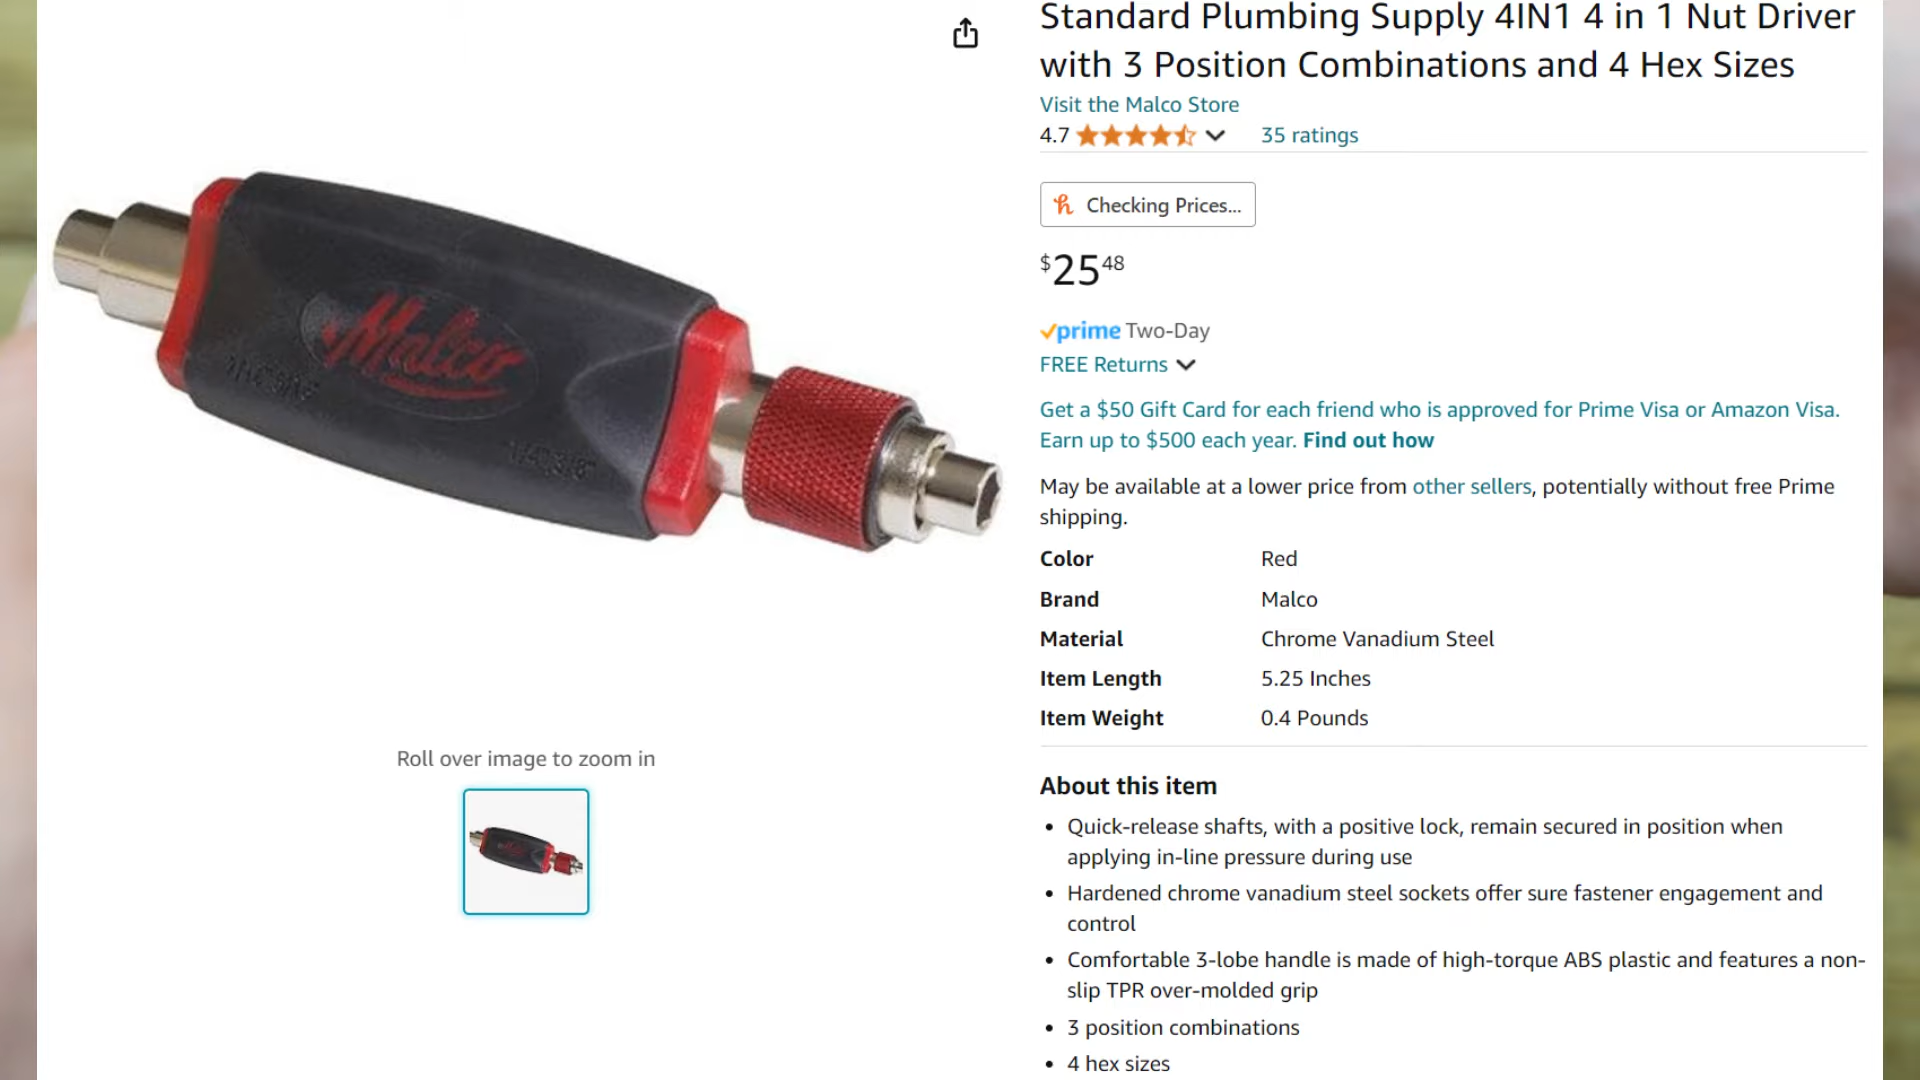 Standard Plumbing Supply 4IN1 4 in 1 Nut Driver
with 3 Position Combinations and 4 Hex Sizes
Visit the Malco Store
4.7 35 ratings
Checking Prices...
$25 48
prime Two-Day
FREE Returns
Get a $50 Gift Card for each friend who is approved for Prime Visa or Amazon Visa.
Earn up to $500 each year. Find out how
May be available at a lower price from other sellers, potentially without free Prime
shipping.
Color Red
Brand Malco
Material Chrome Vanadium Steel
Item Length 5.25 Inches
Item Weight 0.4 Pounds
About this item
• Quick-release shafts, with a positive lock, remain secured in position when
applying in-line pressure during use
• Hardened chrome vanadium steel sockets offer sure fastener engagement and
control
• Comfortable 3-lobe handle is made of high-torque ABS plastic and features a non-
slip TPR over-molded grip
• 3 position combinations
• 4 hex sizes
Malco
Roll over image to zoom in